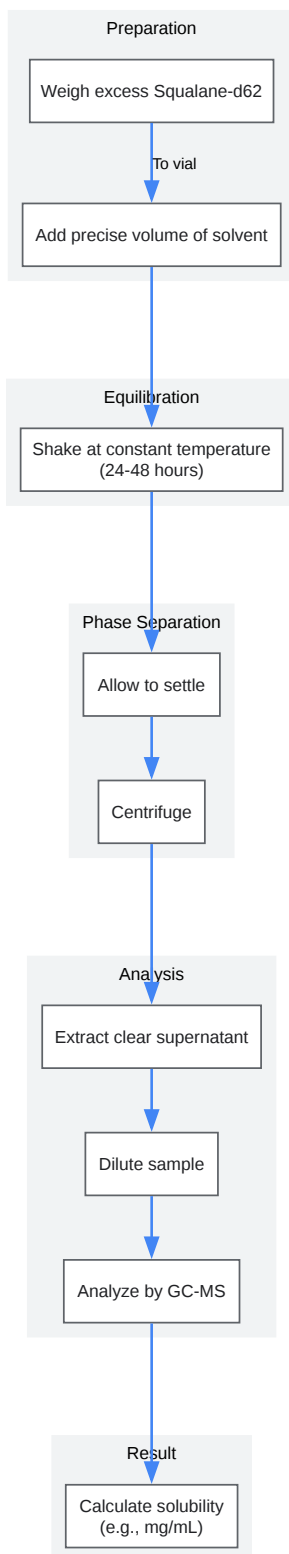 Preparation
Weigh excess Squalane-d62
To vial
Add precise volume of solvent
Equilibration
Shake at constant temperature
(24-48 hours)
Phase Separation
Allow to settle
Centrifuge
Analysis
Extract clear supernatant
Dilute sample
Analyze by GC-MS
Result
Calculate solubility
(e.g., mg/mL)